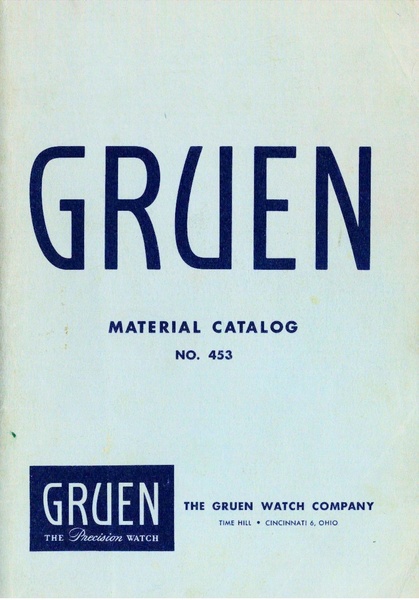 GRUEN
MATERIAL CATALOG
NO. 453
GRUEN
THE Precision WATCH
THE GRUEN WATCH COMPANY
TIME HILL • CINCINNATI 6, OHIO